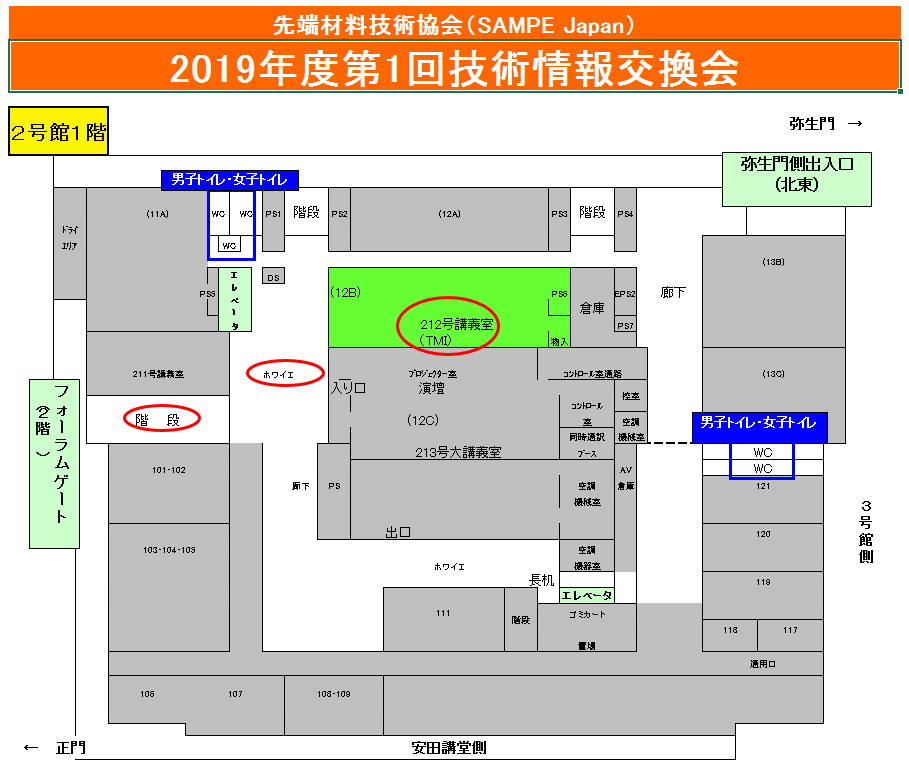 先端材料技術協会(SAMPE Japan)
2019年度第1回技術情報交換会
2号館1階
弥生門 →
弥生門側出入口
(北東)
男子トイレ・女子トイレ
ドライ
エリア
(11A)
WC
WC
WC
PS1
階段
PS2
(12A)
PS3
階段
PS4
エレベータ
PS5
DS
(12B)
212号講義室
(TMI)
PS6
物入
倉庫
EPS2
PS7
廊下
(13B)
211号講義室
ホワイエ
プロジェクター室
コントロール室通路
(13C)
入り口
演壇
フォーラムゲート
(2階)
階 段
(12C)
コントロール
室
控室
空調
機械室
男子トイレ・女子トイレ
213号大講義室
同時通訳
ブース
WC
WC
101-102
廊下
PS
空調
機械室
AV
倉庫
121
3号館側
103-104-105
出口
空調
機器室
120
ホワイエ
長机
エレベータ
119
111
階段
ゴミカート
置場
118
117
通用口
106
107
108-109
← 正門
安田講堂側